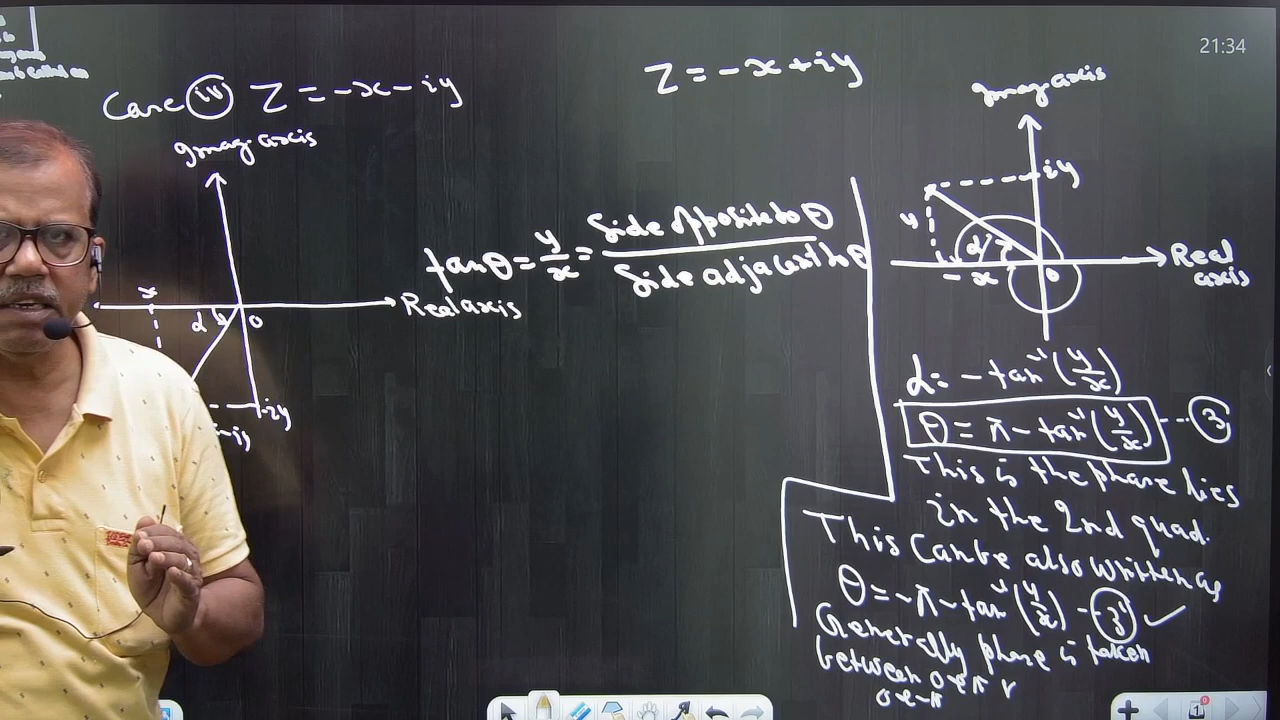 21:34
Case (iv) Z = -x - iy
Imag. axis
x
α
O
Real axis
-iy
Z = -x + iy
tanθ = y/x = Side opposite to θ / Side adjacent to θ
Imag. axis
iy
y
α
-x
O
Real axis
α = -tan⁻¹(y/x)
θ = π - tan⁻¹(y/x) --- (3)
This is the phase lies
in the 2nd quad.
This can be also written as
θ = -π - tan⁻¹(y/x) - (3') ✓
Generally phase is taken
between 0 & π
0 & -π